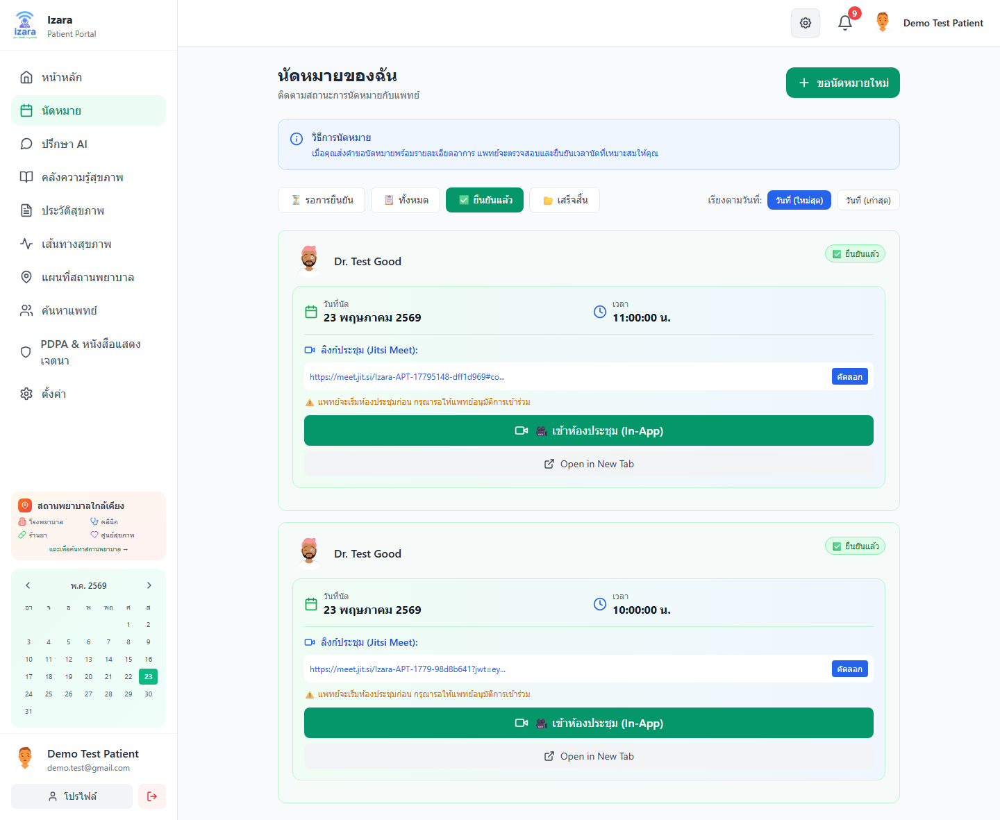 Izara
Patient Portal
izara
9
Demo Test Patient
หน้าหลัก
นัดหมาย
ปรึกษา AI
คลังความรู้สุขภาพ
ประวัติสุขภาพ
เส้นทางสุขภาพ
แผนที่สถานพยาบาล
ค้นหาแพทย์
PDPA & หนังสือแสดง
เจตนา
ตั้งค่า
สถานพยาบาลใกล้เคียง
โรงพยาบาล คลินิก
ร้านยา ศูนย์สุขภาพ
แตะเพื่อค้นหาสถานพยาบาล →
พ.ค. 2569
อา จ อ พ พฤ ศ ส
1 2
3 4 5 6 7 8 9
10 11 12 13 14 15 16
17 18 19 20 21 22 23
24 25 26 27 28 29 30
31
Demo Test Patient
demo.test@gmail.com
โปรไฟล์
นัดหมายของฉัน
ติดตามสถานะการนัดหมายกับแพทย์
ขอนัดหมายใหม่
วิธีการนัดหมาย
เมื่อคุณส่งคำขอนัดหมายพร้อมรายละเอียดอาการ แพทย์จะตรวจสอบและยืนยันเวลานัดที่เหมาะสมให้คุณ
⏳ รอการยืนยัน 📋 ทั้งหมด ✅ ยืนยันแล้ว 📁 เสร็จสิ้น เรียงตามวันที่: วันที่ (ใหม่สุด) วันที่ (เก่าสุด)
Dr. Test Good
✅ ยืนยันแล้ว
วันที่นัด
23 พฤษภาคม 2569
เวลา
11:00:00 น.
ลิงก์ประชุม (Jitsi Meet):
https://meet.jit.si/Izara-APT-17795148-dff1d969#co... คัดลอก
⚠️ แพทย์จะเริ่มห้องประชุมก่อน กรุณารอให้แพทย์อนุมัติการเข้าร่วม
🎥 เข้าห้องประชุม (In-App)
Open in New Tab
Dr. Test Good
✅ ยืนยันแล้ว
วันที่นัด
23 พฤษภาคม 2569
เวลา
10:00:00 น.
ลิงก์ประชุม (Jitsi Meet):
https://meet.jit.si/Izara-APT-1779-98d8b641?jwt=ey... คัดลอก
⚠️ แพทย์จะเริ่มห้องประชุมก่อน กรุณารอให้แพทย์อนุมัติการเข้าร่วม
🎥 เข้าห้องประชุม (In-App)
Open in New Tab